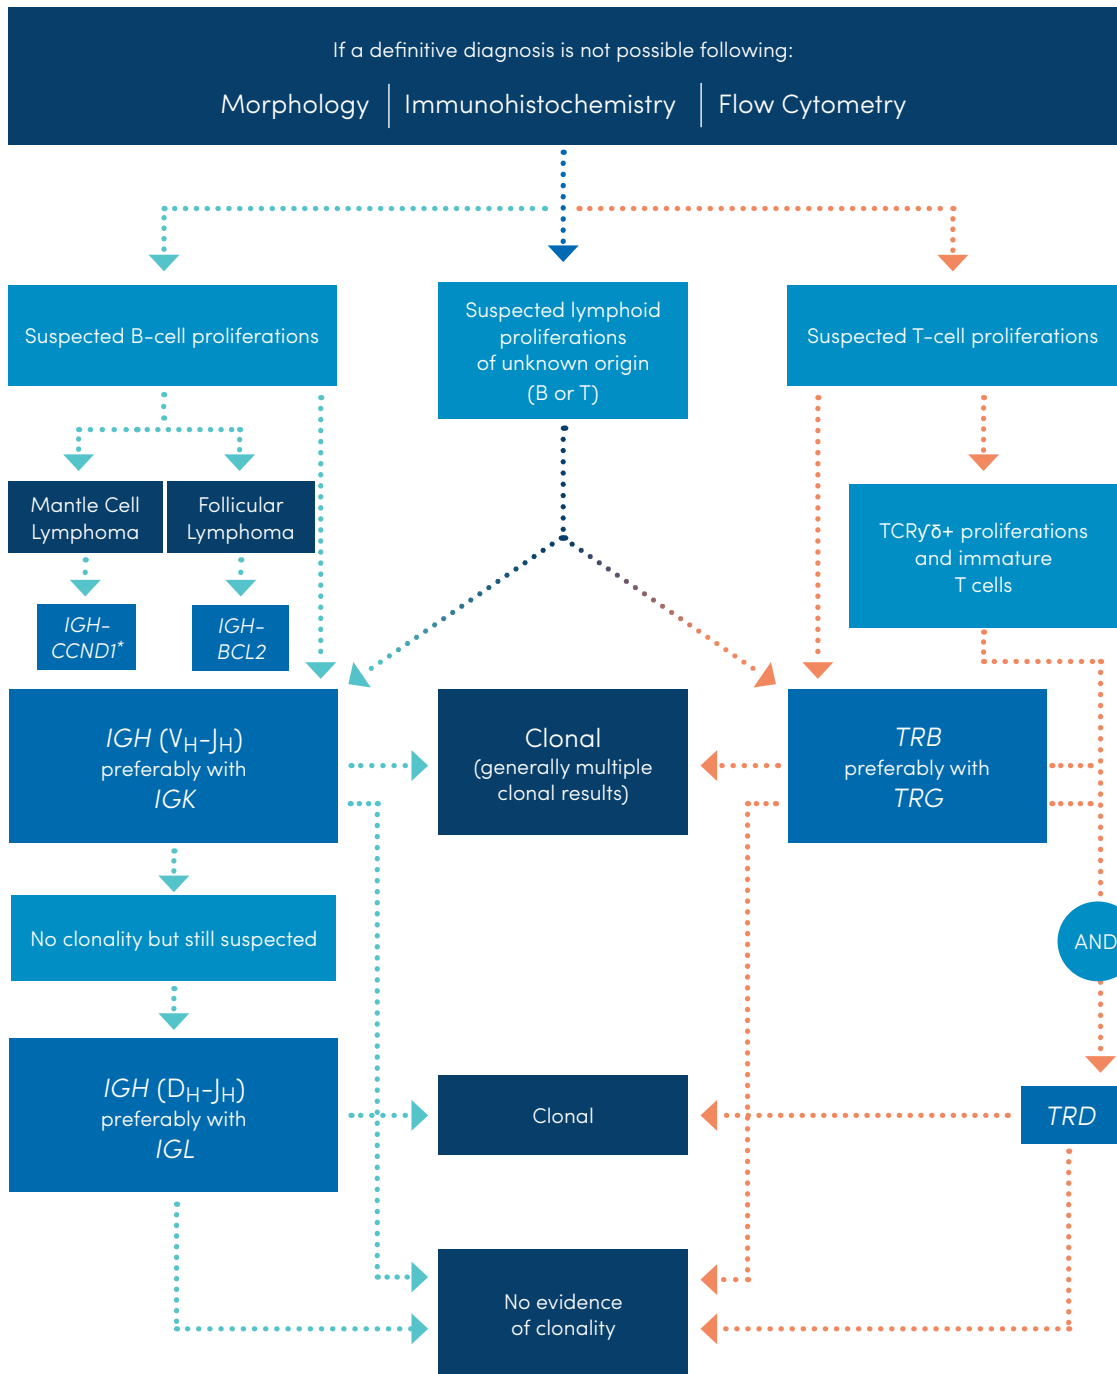 If a definitive diagnosis is not possible following:
Morphology | Immunohistochemistry | Flow Cytometry
Suspected B-cell proliferations
Suspected lymphoid
proliferations
of unknown origin
(B or T)
Suspected T-cell proliferations
Mantle Cell
Lymphoma
Follicular
Lymphoma
TCRγδ+ proliferations
and immature
T cells
IGH-
CCND1*
IGH-
BCL2
IGH (VH-JH)
preferably with
IGK
Clonal
(generally multiple
clonal results)
TRB
preferably with
TRG
No clonality but still suspected
AND
IGH (DH-JH)
preferably with
IGL
Clonal
TRD
No evidence
of clonality